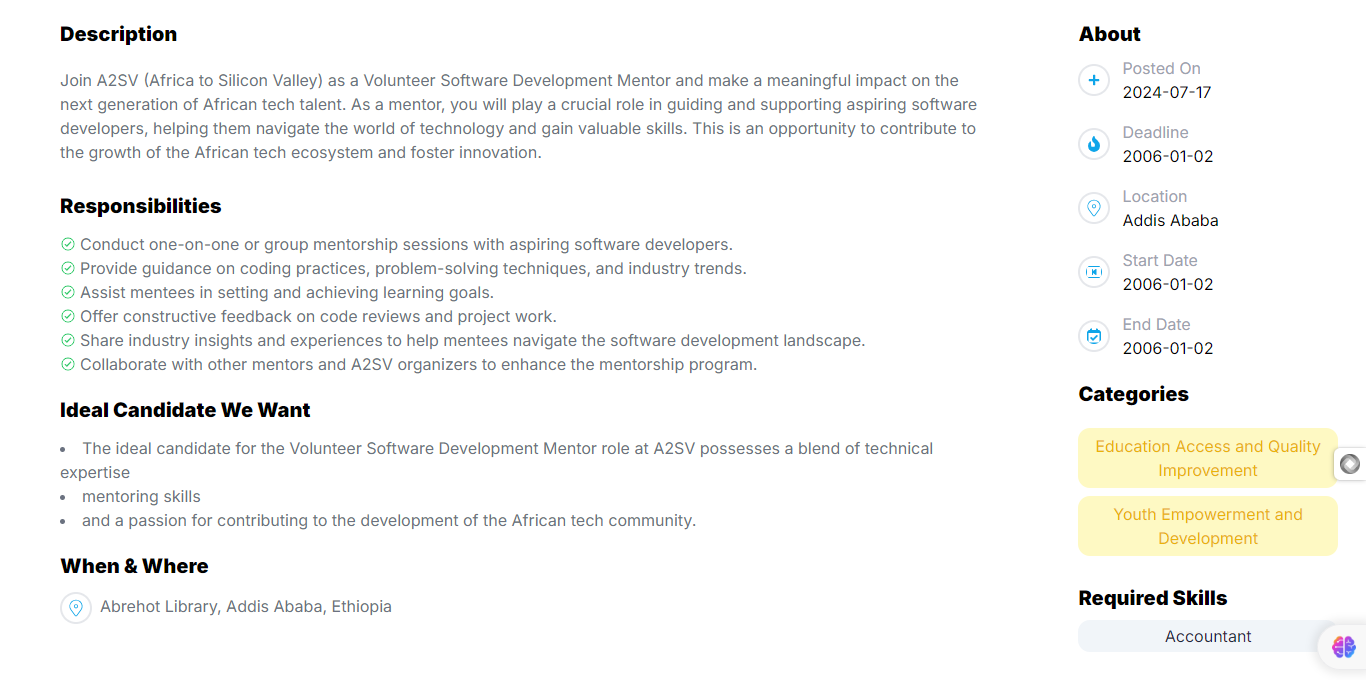 Description
Join A2SV (Africa to Silicon Valley) as a Volunteer Software Development Mentor and make a meaningful impact on the
next generation of African tech talent. As a mentor, you will play a crucial role in guiding and supporting aspiring software
developers, helping them navigate the world of technology and gain valuable skills. This is an opportunity to contribute to
the growth of the African tech ecosystem and foster innovation.
Responsibilities
Conduct one-on-one or group mentorship sessions with aspiring software developers.
Provide guidance on coding practices, problem-solving techniques, and industry trends.
Assist mentees in setting and achieving learning goals.
Offer constructive feedback on code reviews and project work.
Share industry insights and experiences to help mentees navigate the software development landscape.
Collaborate with other mentors and A2SV organizers to enhance the mentorship program.
Ideal Candidate We Want
• The ideal candidate for the Volunteer Software Development Mentor role at A2SV possesses a blend of technical
expertise
• mentoring skills
• and a passion for contributing to the development of the African tech community.
When & Where
Abrehot Library, Addis Ababa, Ethiopia
About
Posted On
2024-07-17
Deadline
2006-01-02
Location
Addis Ababa
Start Date
2006-01-02
End Date
2006-01-02
Categories
Education Access and Quality
Improvement
Youth Empowerment and
Development
Required Skills
Accountant